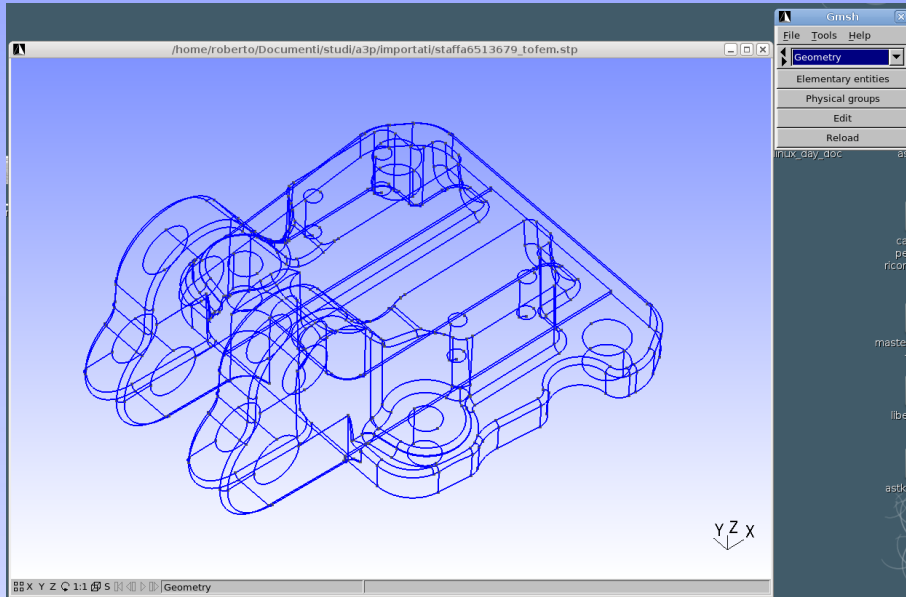 /home/roberto/Documenti/studi/a3p/importati/staffa6513679_tofem.stp
Gmsh
File Tools Help
Geometry
Elementary entities
Physical groups
Edit
Reload
linux_day_doc
Y Z X
X Y Z 1:1 S Geometry